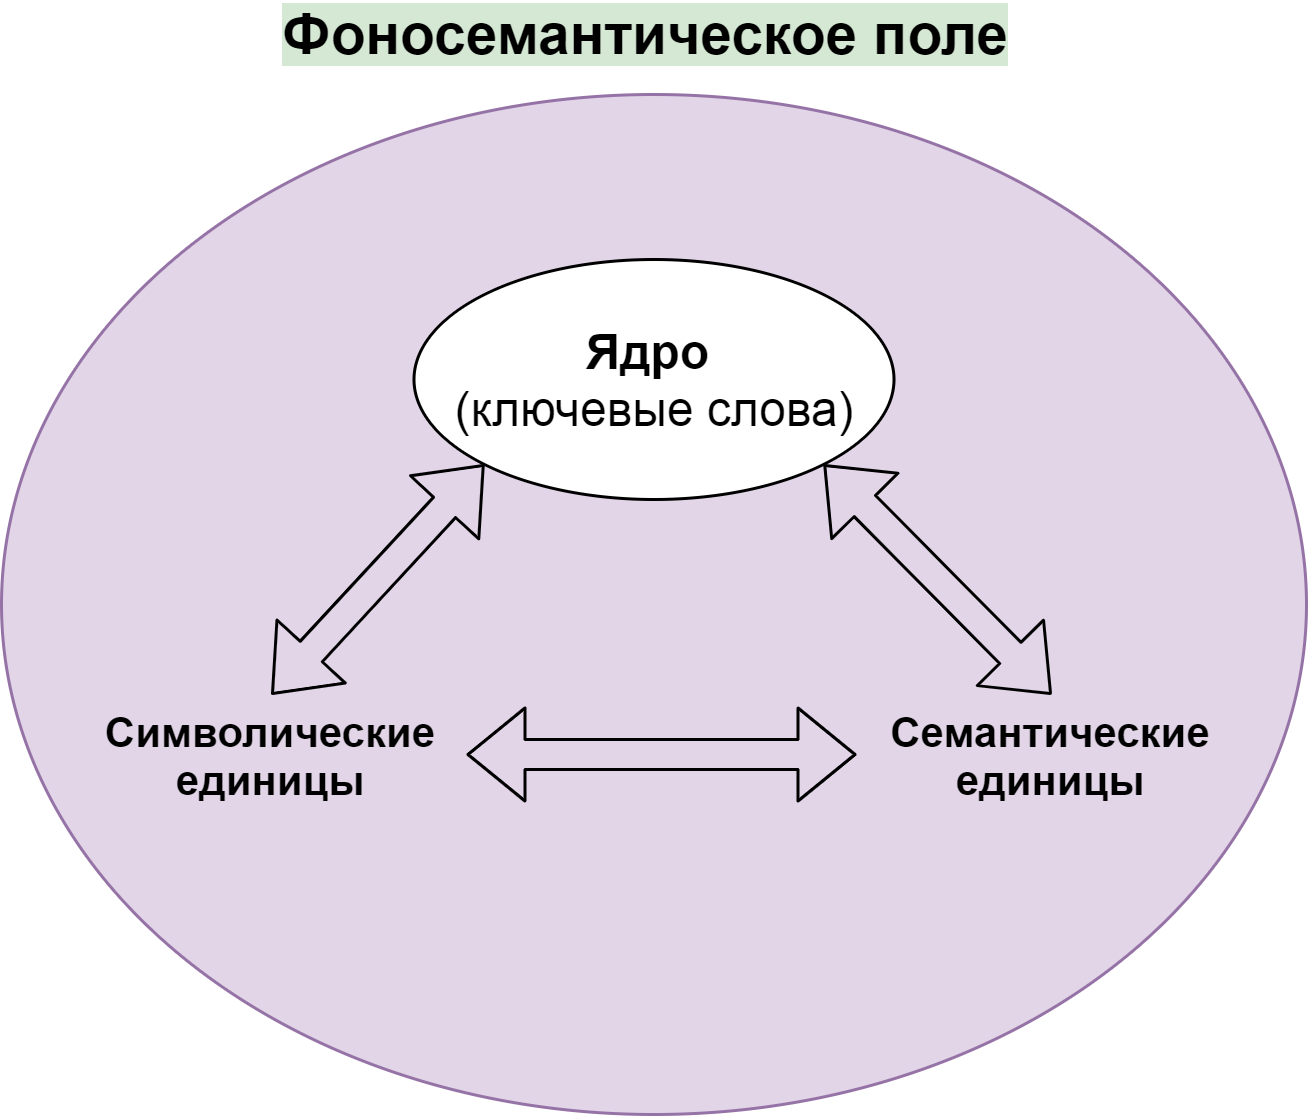 Фоносемантическое поле
Ядро
(ключевые слова)
Символические
единицы
Семантические
единицы